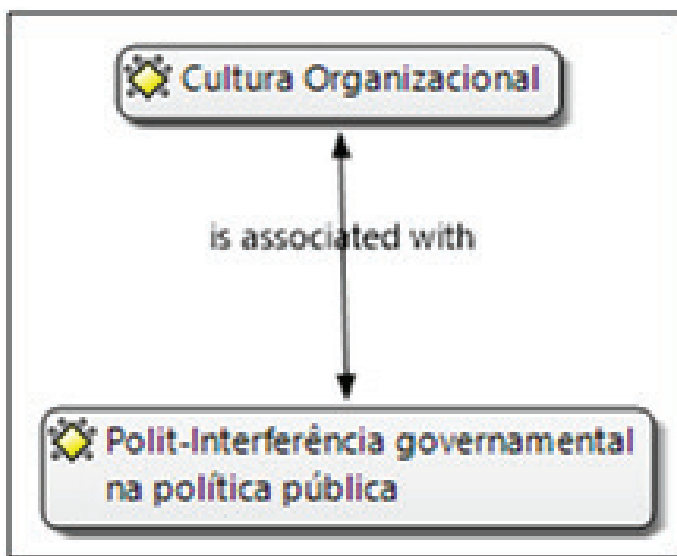 Cultura Organizacional
is associated with
Polit-Interferência governamental
na política pública